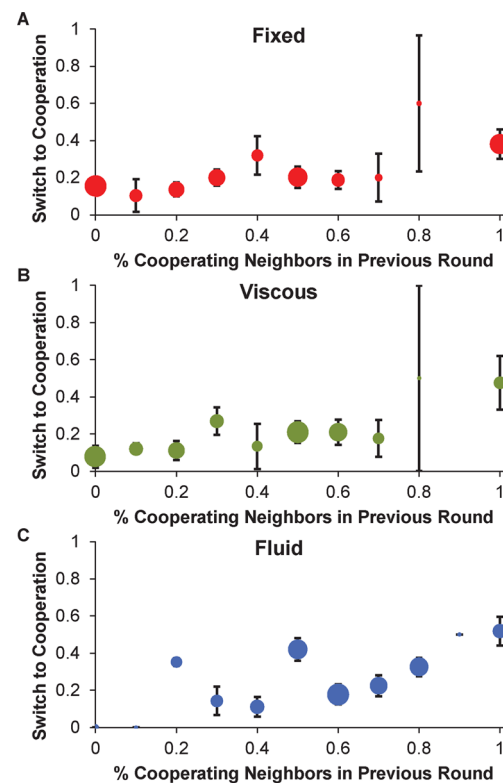 A
Fixed
Switch to Cooperation
1
0.8
0.6
0.4
0.2
0
0 0.2 0.4 0.6 0.8 1
% Cooperating Neighbors in Previous Round
B
Viscous
Switch to Cooperation
1
0.8
0.6
0.4
0.2
0
0 0.2 0.4 0.6 0.8 1
% Cooperating Neighbors in Previous Round
C
Fluid
Switch to Cooperation
1
0.8
0.6
0.4
0.2
0
0 0.2 0.4 0.6 0.8 1
% Cooperating Neighbors in Previous Round